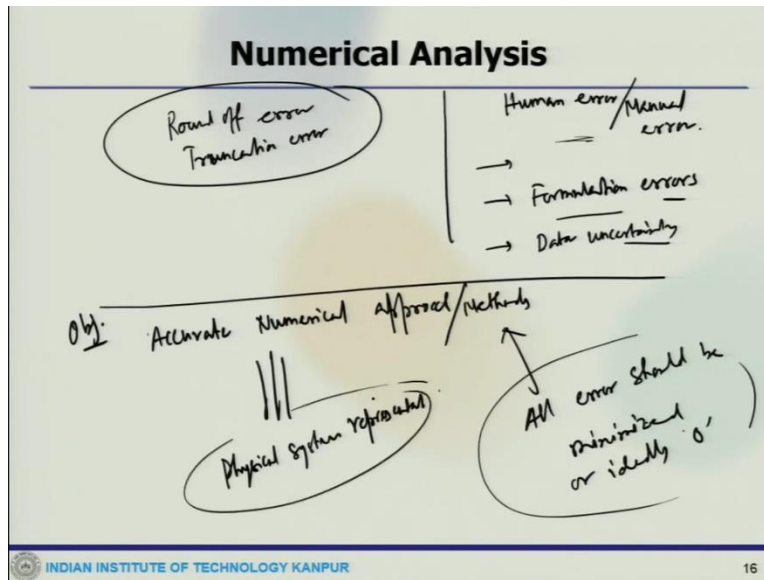 Numerical Analysis
Round off error
Truncation error
Human error/Manual
error.
→
→ Formulation errors
→ Data uncertainty
Obj. Accurate Numerical approach/Methods
Physical system represented
All error should be
minimized
or ideally '0'
INDIAN INSTITUTE OF TECHNOLOGY KANPUR
16